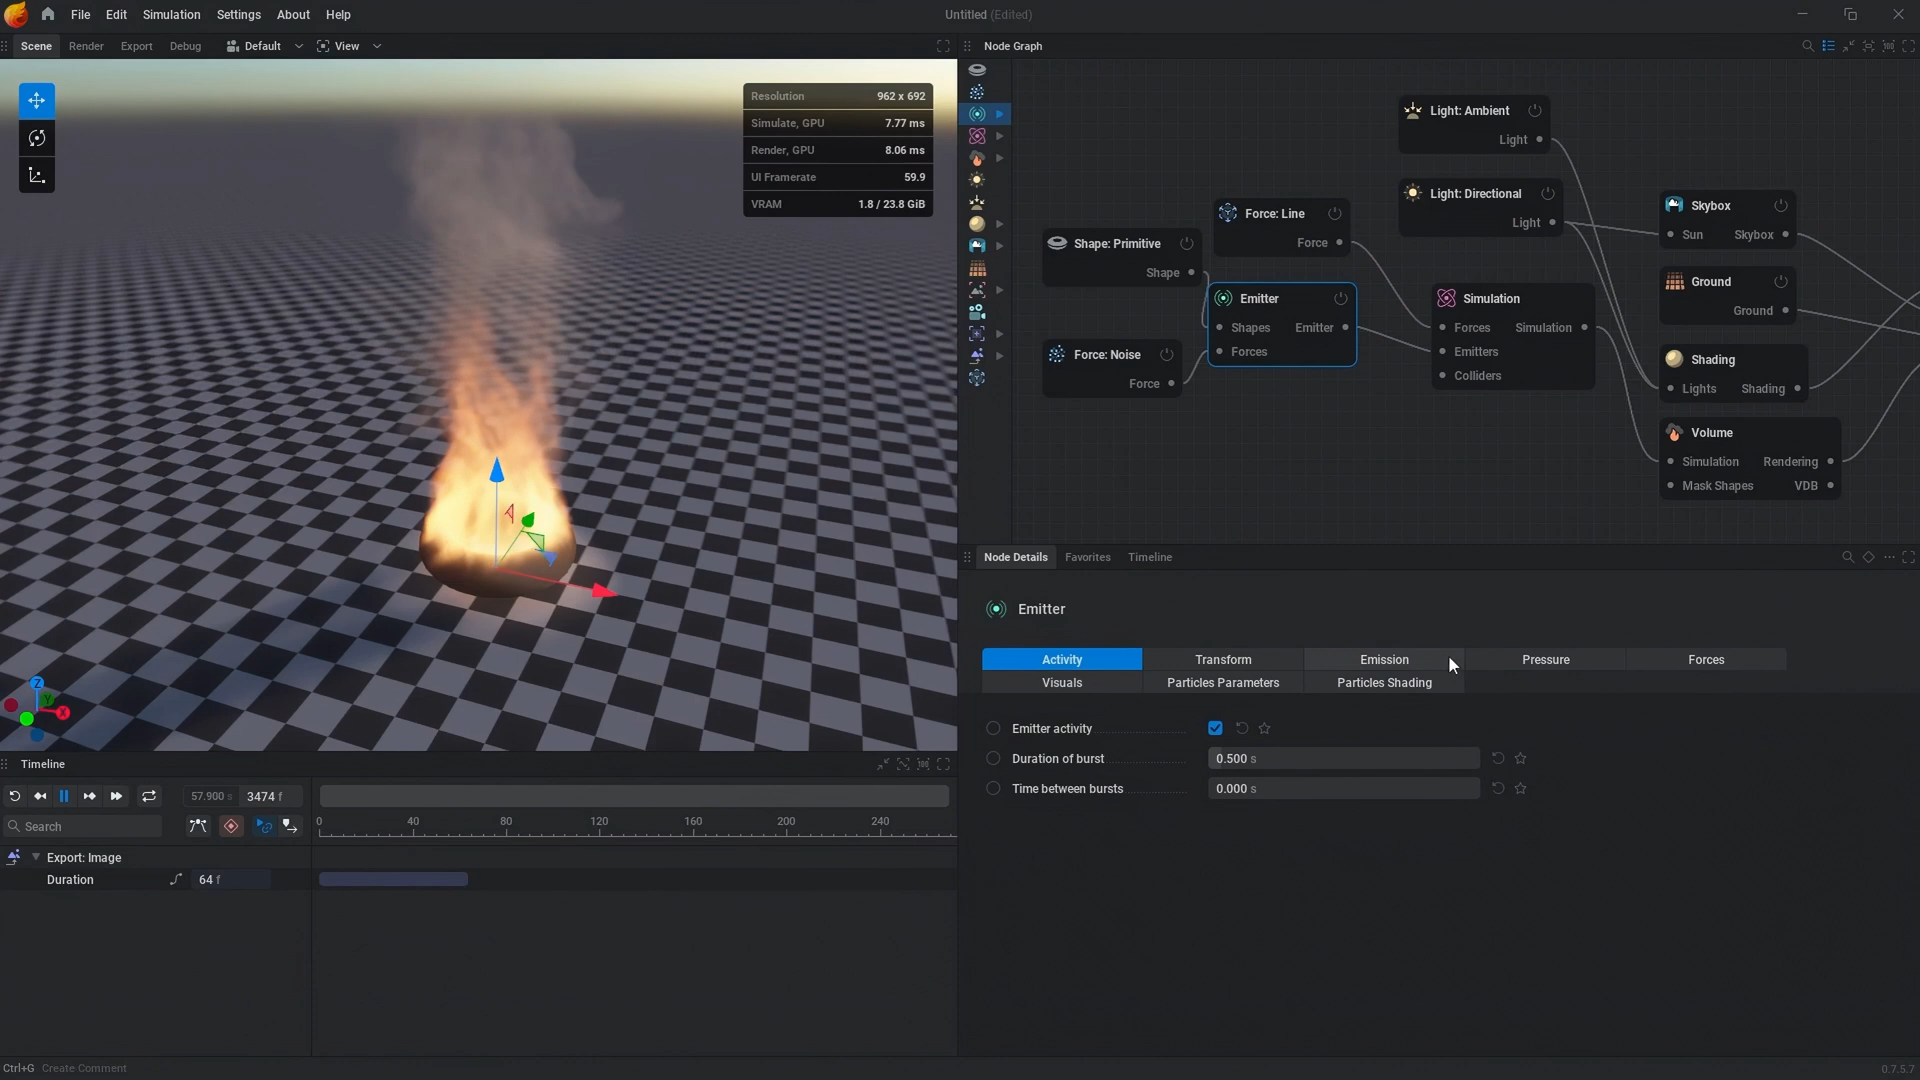 File Edit Simulation Settings About Help
Untitled (Edited)
Scene Render Export Debug Default View
Resolution 962 x 692
Simulate, GPU 7.77 ms
Render, GPU 8.06 ms
UI Framerate 59.9
VRAM 1.8 / 23.8 GiB
Z
Y
X
Node Graph
Light: Ambient
Light
Light: Directional
Light
Force: Line
Force
Shape: Primitive
Shape
Emitter
Shapes Emitter
Forces
Force: Noise
Force
Simulation
Forces Simulation
Emitters
Colliders
Skybox
Sun Skybox
Ground
Ground
Shading
Lights Shading
Volume
Simulation Rendering
Mask Shapes VDB
Node Details Favorites Timeline
Emitter
Activity Transform Emission Pressure Forces
Visuals Particles Parameters Particles Shading
Emitter activity
Duration of burst 0.500 s
Time between bursts 0.000 s
Timeline
57.900 s 3474 f
Search
0 40 80 120 160 200 240
Export: Image
Duration 64 f
Ctrl+G Create Comment
0.7.5.7